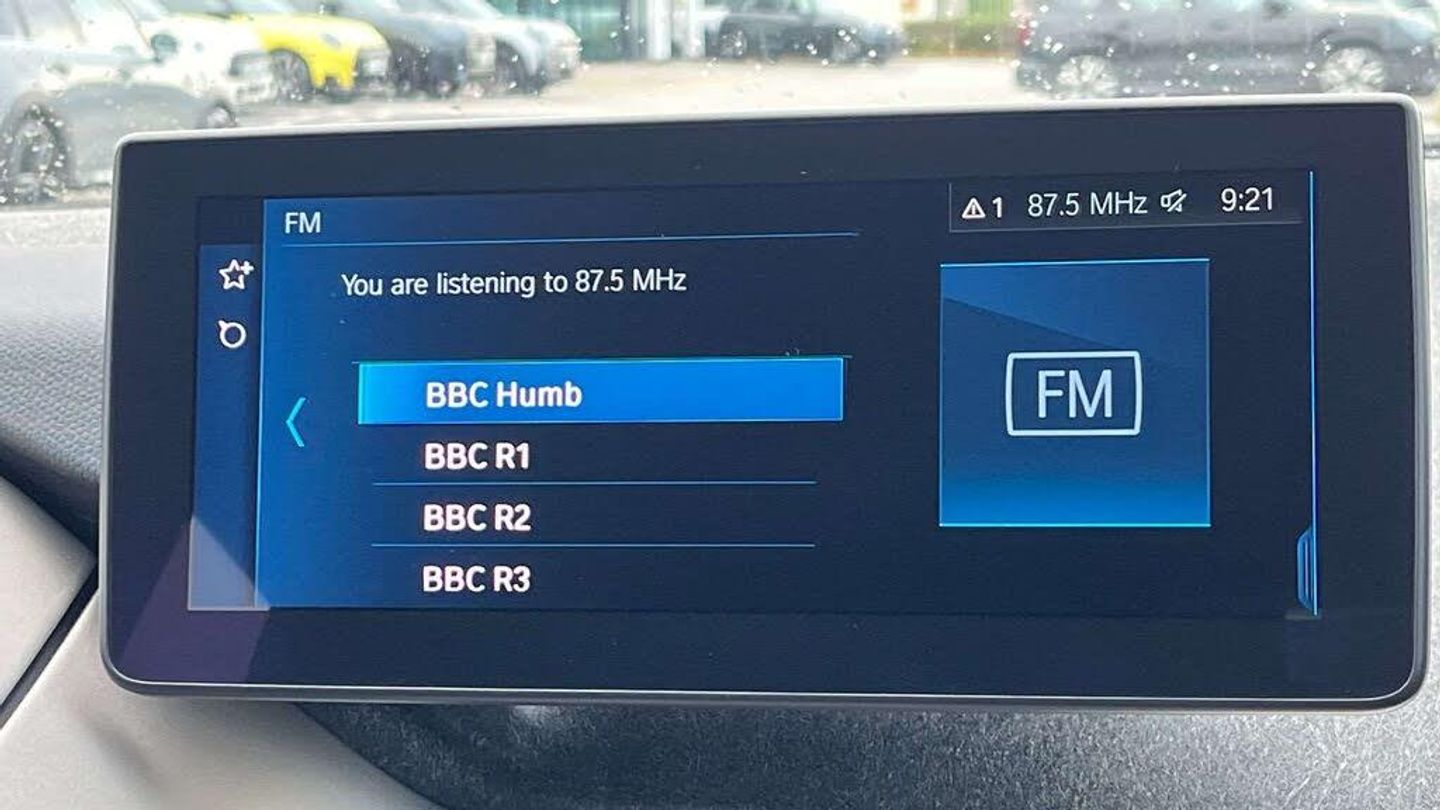 FM
1 87.5 MHz 9:21
You are listening to 87.5 MHz
BBC Humb
BBC R1
BBC R2
BBC R3
FM